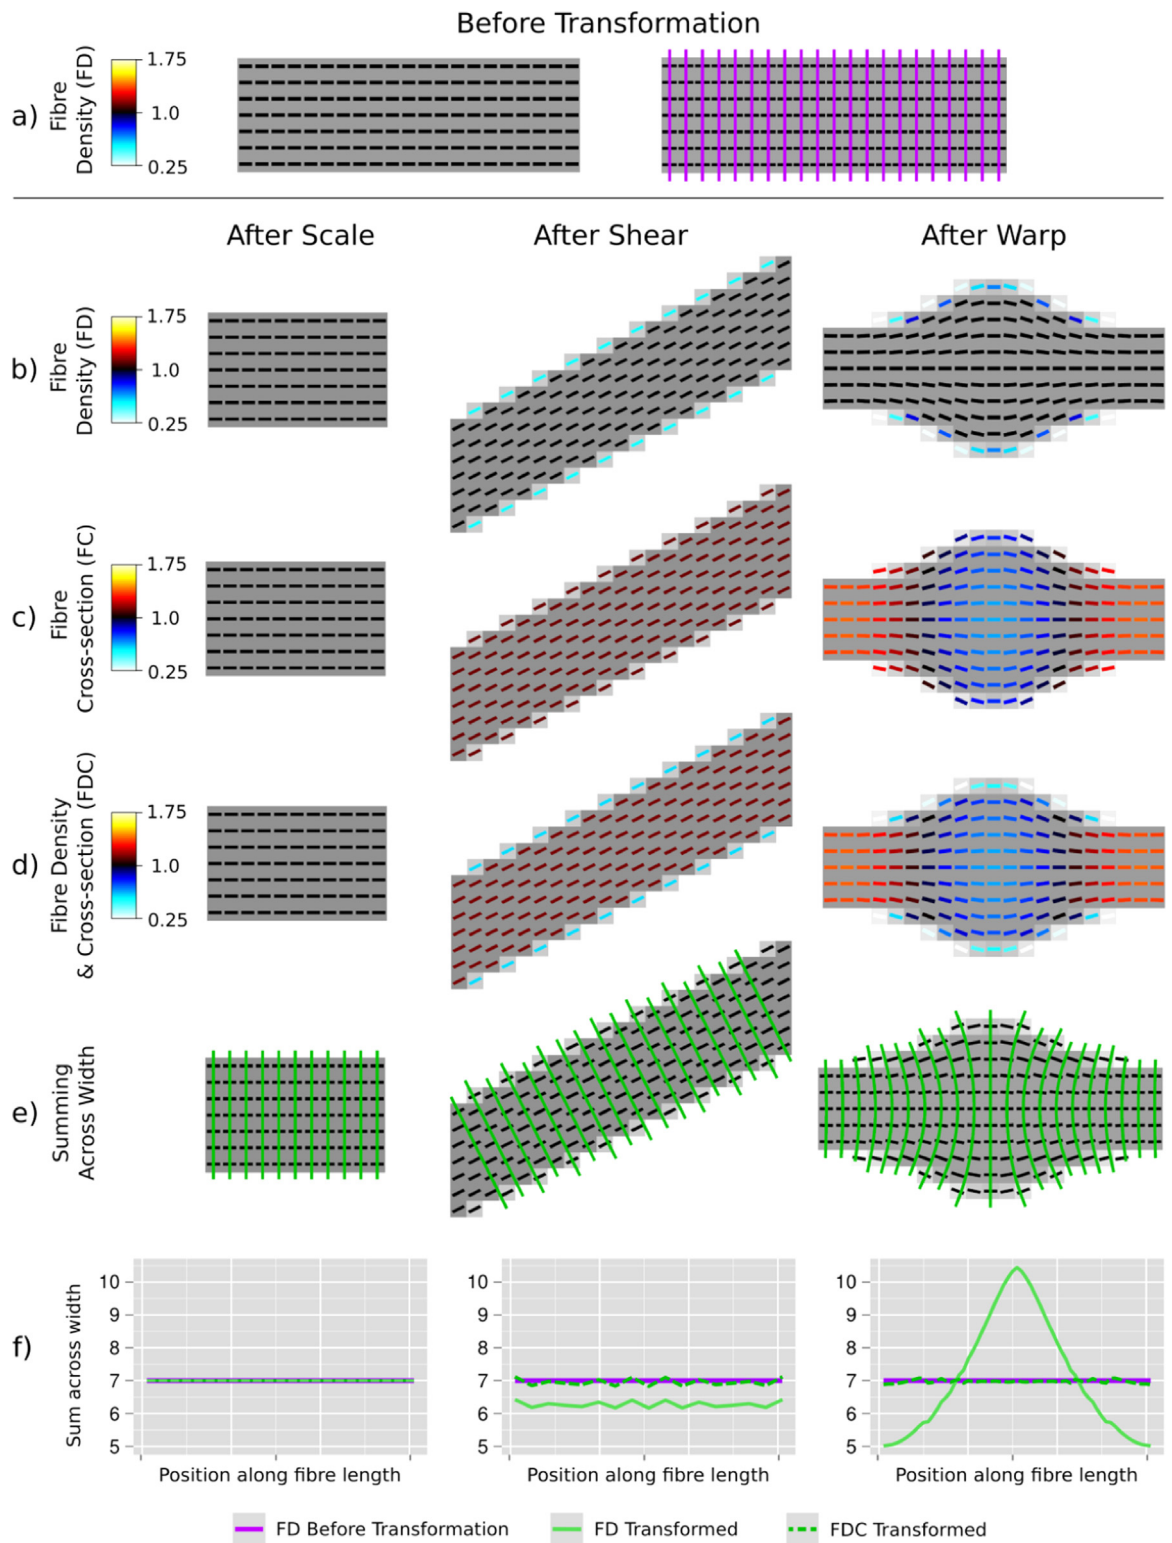 Before Transformation
a)
Fibre
Density (FD)
1.75
1.0
0.25
After Scale
After Shear
After Warp
b)
Fibre
Density (FD)
1.75
1.0
0.25
c)
Fibre
Cross-section (FC)
1.75
1.0
0.25
d)
Fibre Density
& Cross-section (FDC)
1.75
1.0
0.25
e)
Summing
Across Width
f)
Sum across width
10
9
8
7
6
5
Position along fibre length
10
9
8
7
6
5
Position along fibre length
10
9
8
7
6
5
Position along fibre length
FD Before Transformation
FD Transformed
FDC Transformed